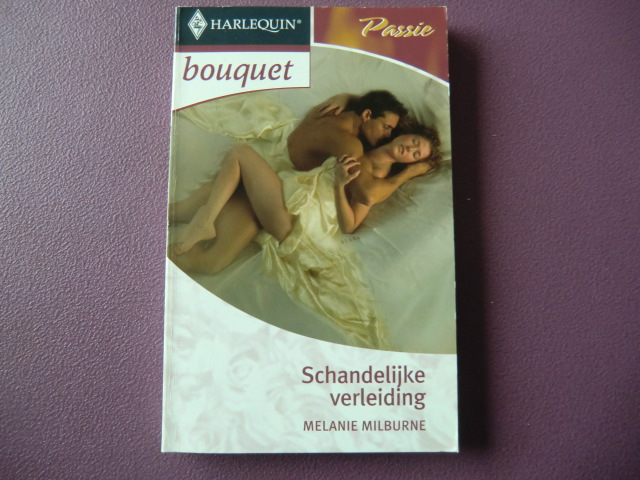 HARLEQUIN®
Passie
bouquet
Schandelijke
verleiding
MELANIE MILBURNE